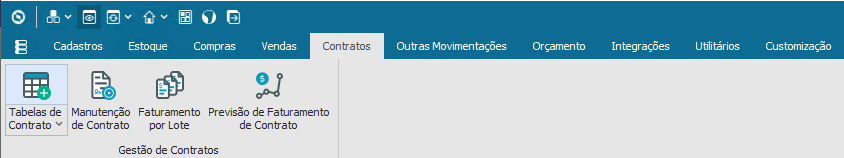 Cadastros Estoque Compras Vendas Contratos Outras Movimentações Orçamento Integrações Utilitários Customização
Tabelas de Contrato
Manutenção de Contrato
Faturamento por Lote
Previsão de Faturamento de Contrato
Gestão de Contratos